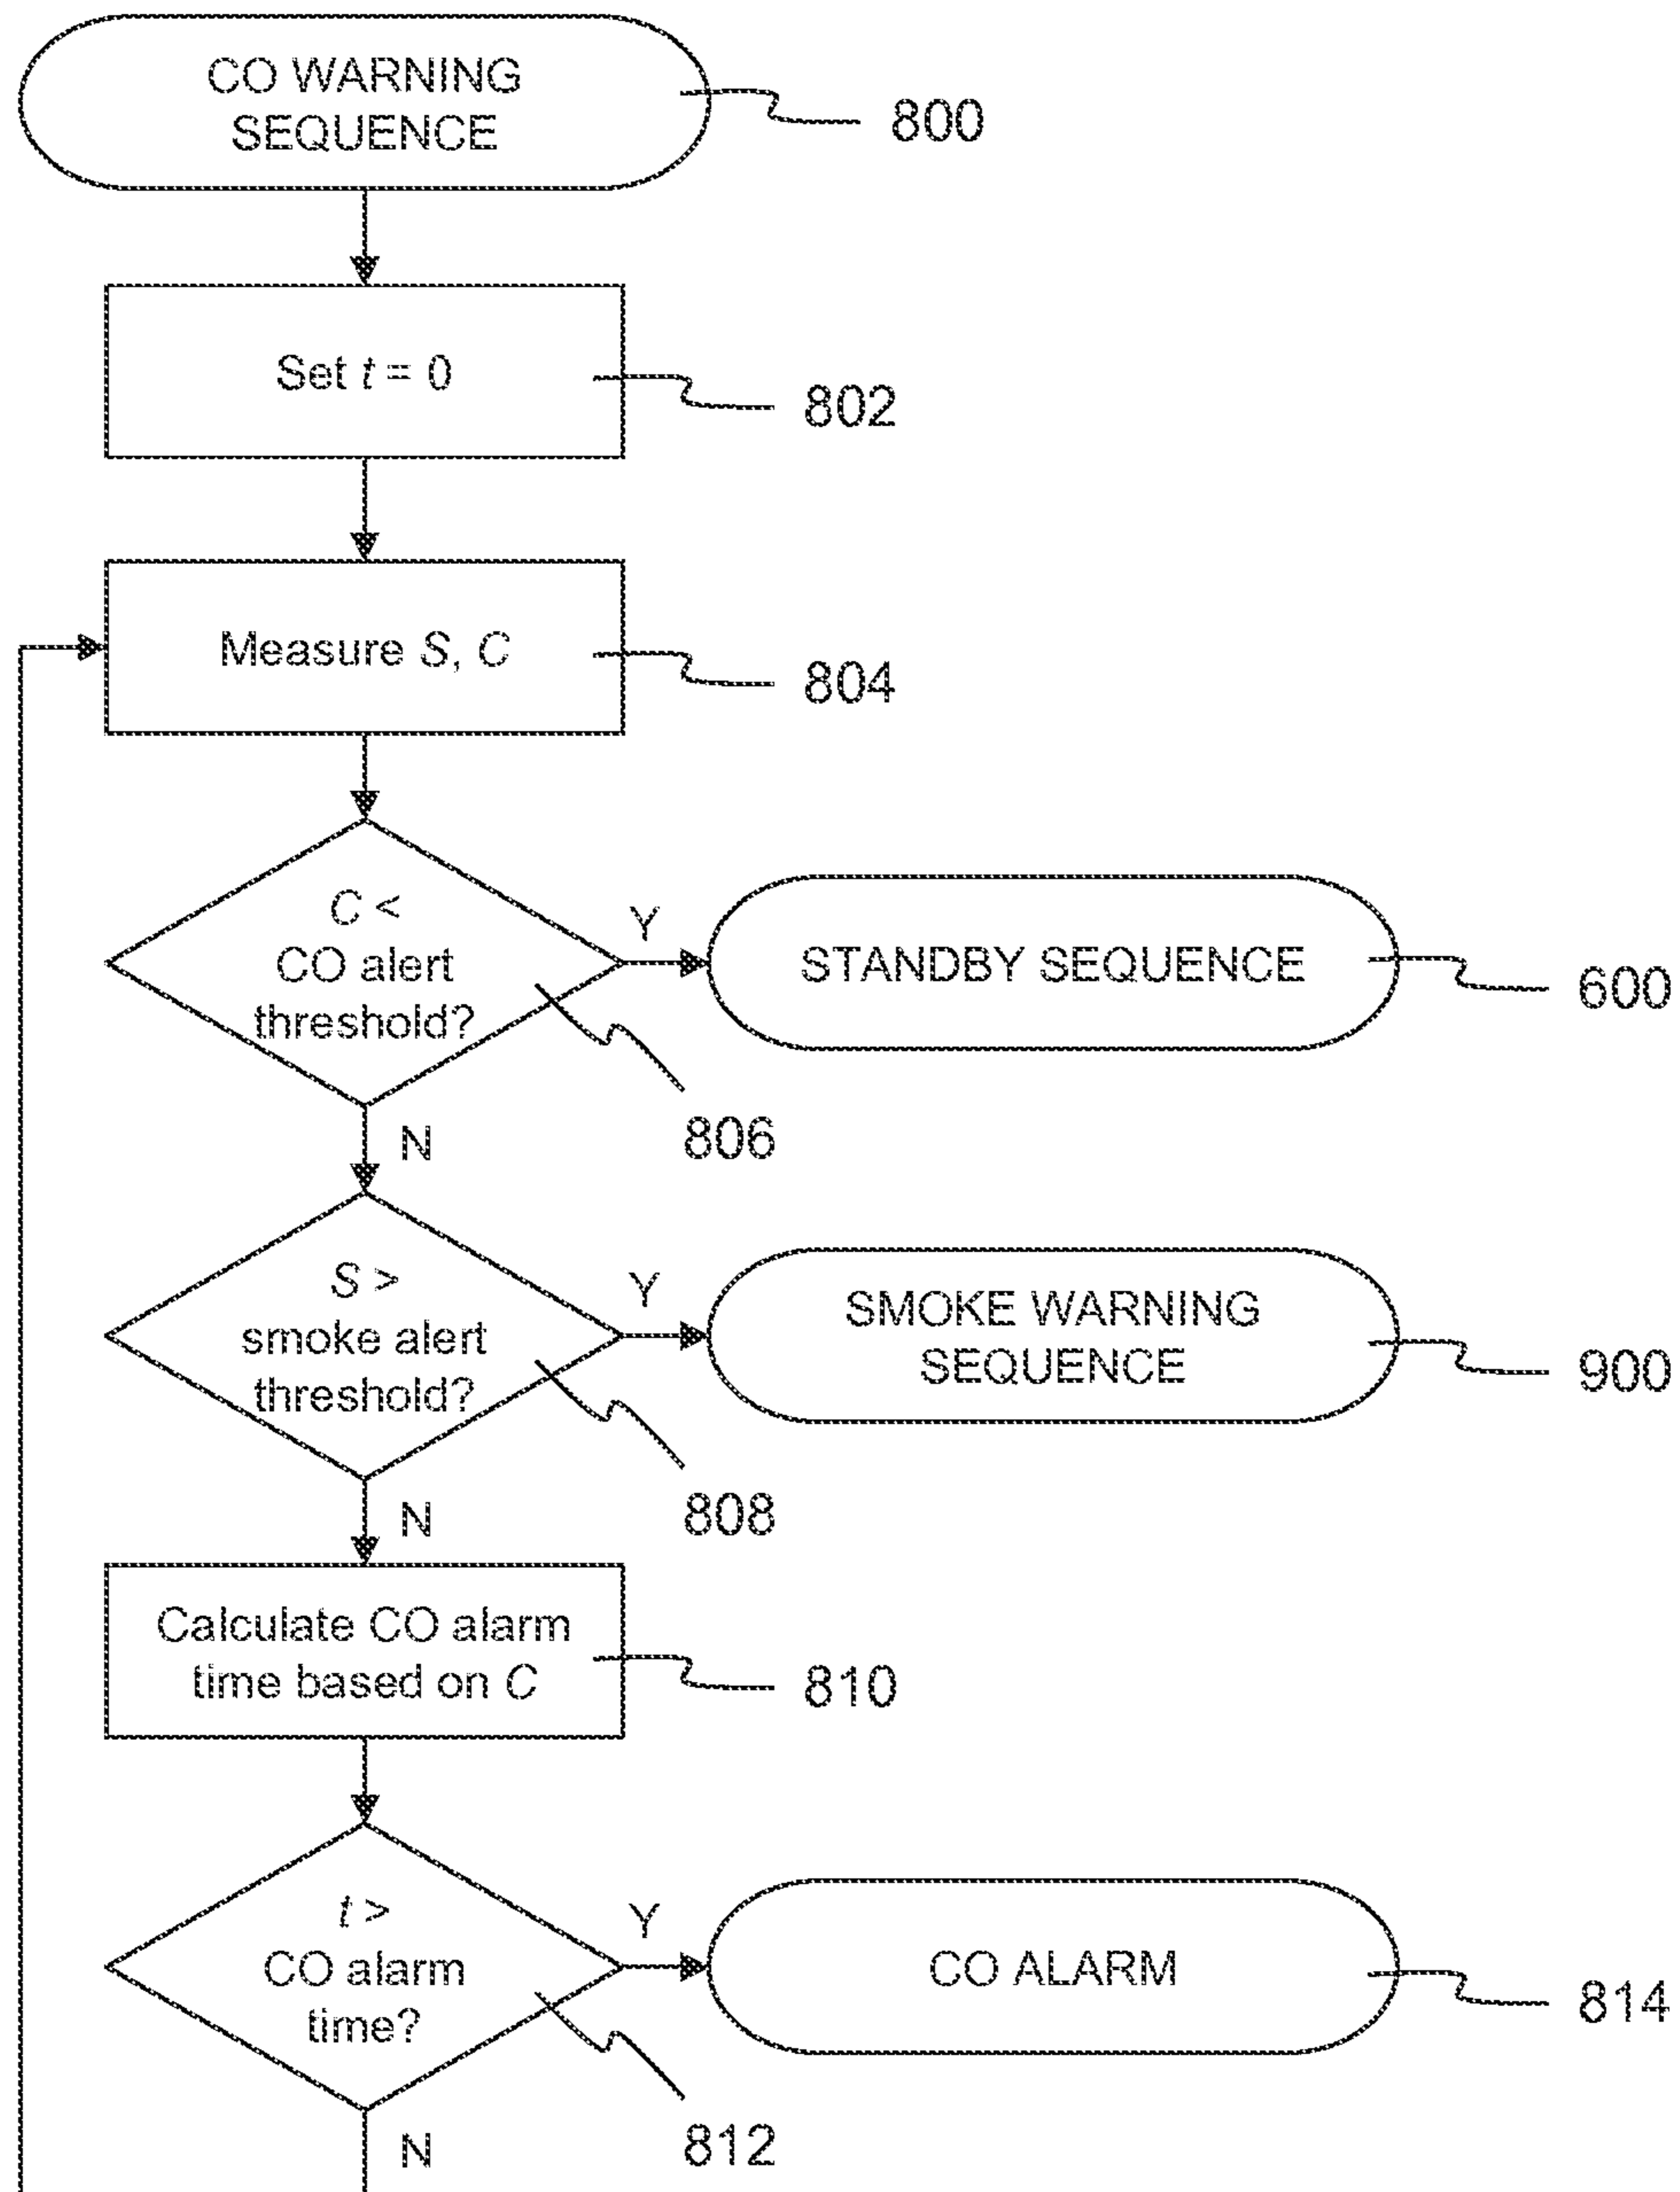 CO WARNING
SEQUENCE
800
Set t = 0
802
Measure S, C
804
C <
CO alert
threshold?
Y
STANDBY SEQUENCE
600
806
N
S >
smoke alert
threshold?
Y
SMOKE WARNING
SEQUENCE
900
808
N
Calculate CO alarm
time based on C
810
t >
CO alarm
time?
Y
CO ALARM
814
812
N